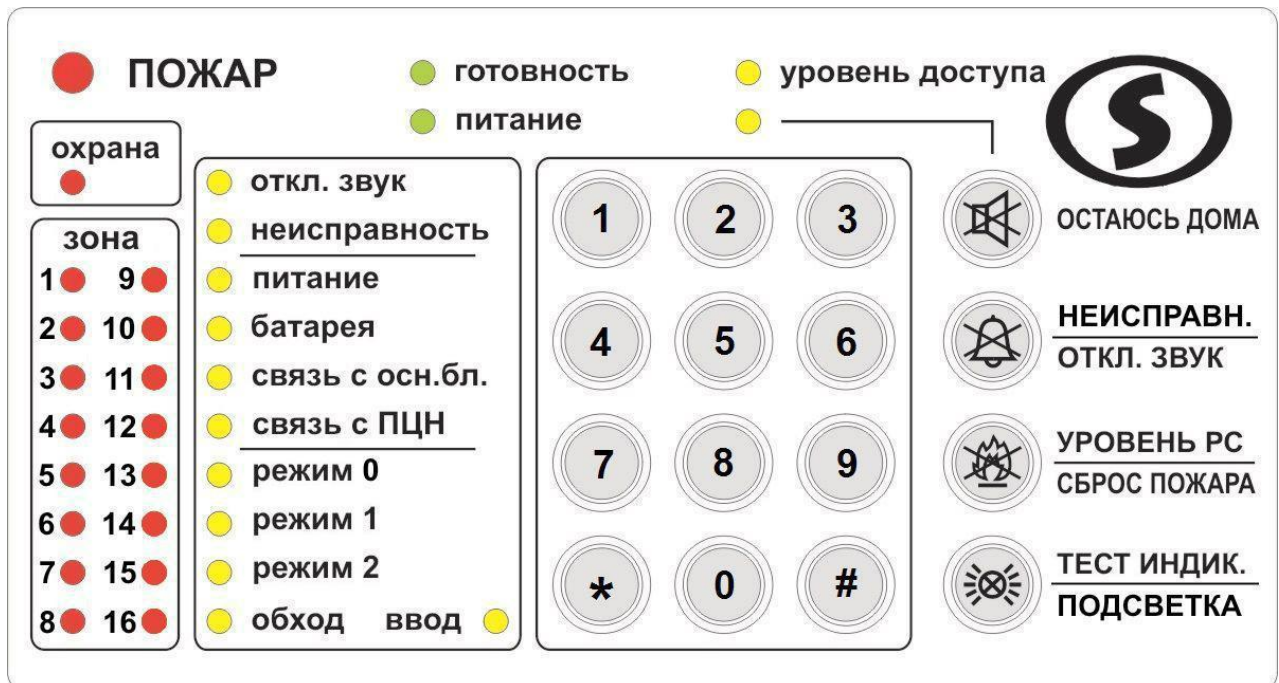 ПОЖАР
готовность
уровень доступа
питание
охрана
зона
1 9
2 10
3 11
4 12
5 13
6 14
7 15
8 16
откл. звук
неисправность
питание
батарея
связь с осн.бл.
связь с ПЦН
режим 0
режим 1
режим 2
обход ввод
1 2 3
4 5 6
7 8 9
* 0 #
S
ОСТАЮСЬ ДОМА
НЕИСПРАВН.
ОТКЛ. ЗВУК
УРОВЕНЬ РС
СБРОС ПОЖАРА
ТЕСТ ИНДИК.
ПОДСВЕТКА